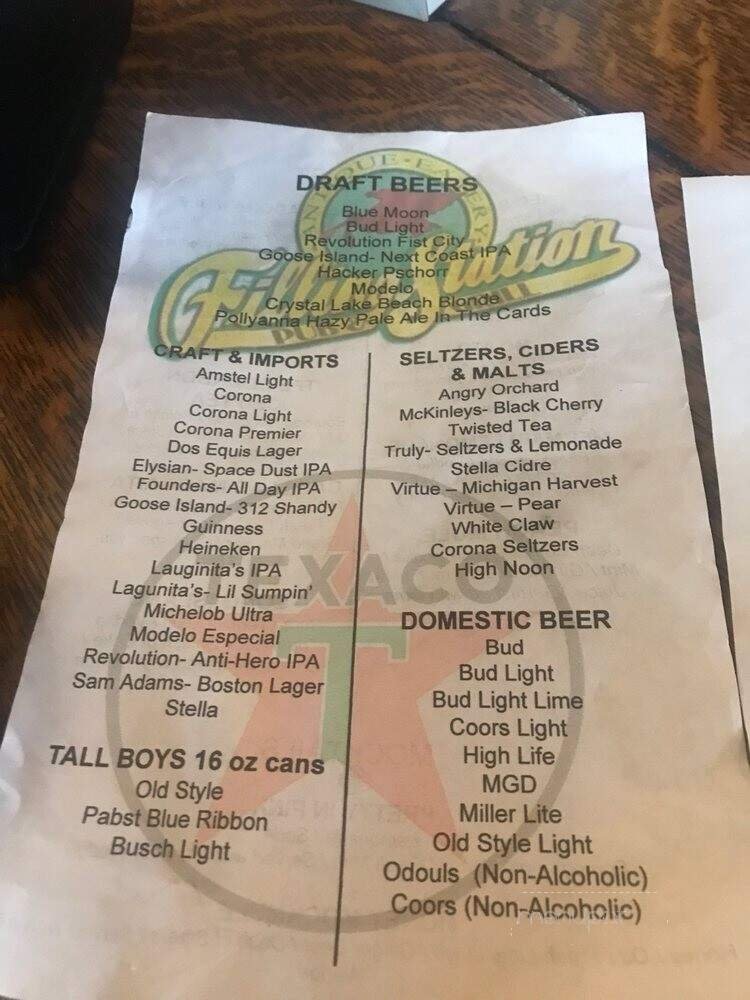 ANTIQUE - EATERY
Filling Station
DRAFT BEERS
Blue Moon
Bud Light
Revolution Fist City
Goose Island- Next Coast IPA
Hacker Pschorr
Modelo
Crystal Lake Beach Blonde
Pollyanna Hazy Pale Ale In The Cards
CRAFT & IMPORTS
Amstel Light
Corona
Corona Light
Corona Premier
Dos Equis Lager
Elysian- Space Dust IPA
Founders- All Day IPA
Goose Island- 312 Shandy
Guinness
Heineken
Lauginita's IPA
Lagunita's- Lil Sumpin'
Michelob Ultra
Modelo Especial
Revolution- Anti-Hero IPA
Sam Adams- Boston Lager
Stella
TALL BOYS 16 oz cans
Old Style
Pabst Blue Ribbon
Busch Light
SELTZERS, CIDERS
& MALTS
Angry Orchard
McKinleys- Black Cherry
Twisted Tea
Truly- Seltzers & Lemonade
Stella Cidre
Virtue – Michigan Harvest
Virtue – Pear
White Claw
Corona Seltzers
High Noon
DOMESTIC BEER
Bud
Bud Light
Bud Light Lime
Coors Light
High Life
MGD
Miller Lite
Old Style Light
Odouls (Non-Alcoholic)
Coors (Non-Alcoholic)
TEXACO
T